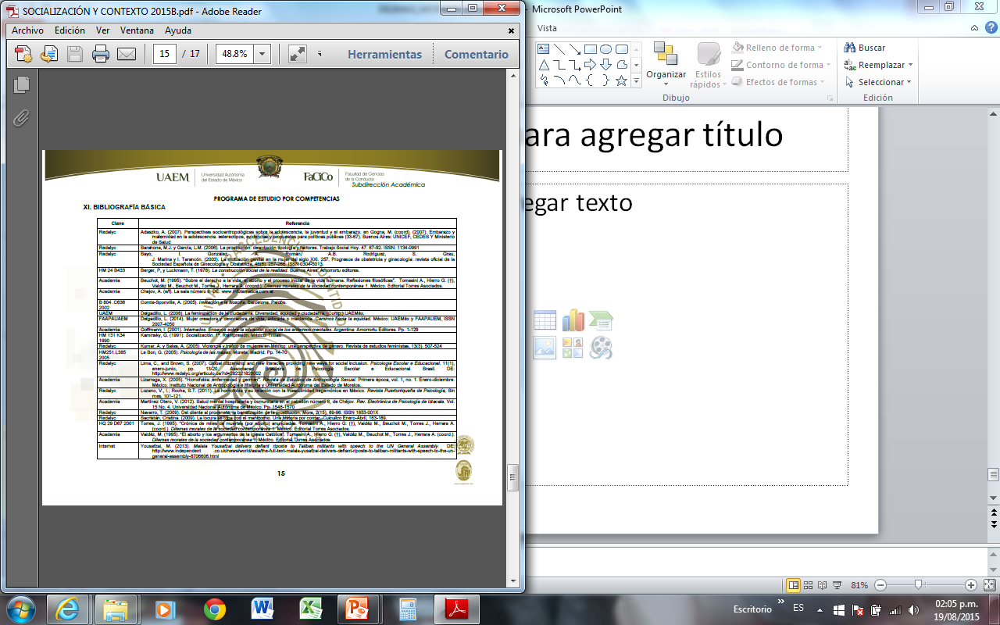 SOCIALIZACIÓN Y CONTEXTO 2015B.pdf - Adobe Reader
Archivo Edición Ver Ventana Ayuda
15 / 17 48.8% Herramientas Comentario
UAEM Universidad Autónoma del Estado de México FaCiCo Facultad de Ciencias de la Conducta
Subdirección Académica
PROGRAMA DE ESTUDIO POR COMPETENCIAS
XI. BIBLIOGRAFÍA BÁSICA
Clave Referencia
Redalyc Adaszko, A. (2007). Perspectivas socioantropológicas sobre la adolescencia, la juventud y el embarazo. en Gogna, M. (coord). (2007). Embarazo y
maternidad en la adolescencia. estereotipos, evidencias y propuestas para políticas públicas (33-67). Buenos Aires: UNICEF, CEDES Y Ministerio
de Salud
Redalyc Barahona, M.J. y García, L.M. (2006). La prostitución: descripción tipología y factores. Trabajo Social Hoy. 47. 67-92. ISSN: 1134-0991
Redalyc Bayo, I. González, A. Román, A.B. Rodríguez, S. Grau,
J. Marina y I. Tarancón. (2003). La mutilación genital en la mujer del siglo XXI. 257. Progresos de obstetricia y ginecología: revista oficial de la
Sociedad Española de Ginecología y Obstetricia, 46(6). 257-266. ISSN 0304-5013.
HM 24 B433 Berger, P, y Luckmann, T. (1978). La construcción social de la realidad. Buenos Aires: Amorrortu editores.
Academia Beuchot, M. (1995). "Sobre el derecho a la vida, el aborto y el proceso inicial de la vida humana. Reflexiones filosóficas". Tomasini A., Hierro G. (†),
Valdéz M., Beuchot M., Torres J., Herrara A. (coord.). Dilemas morales de la sociedad contemporánea 1. México. Editorial Torres Asociados.
Academia Chejov, A. (s/f). La sala número 6. DE: www.infotematica.com.ar
B 804 .C636
2002 Comte-Sponville, A. (2005). Invitación a la filosofía. Barcelona. Paidós.
UAEM Delgadillo, L. (2008). La feminización de la ciudadanía. Diversidad, equidad y ciudadanía. (Comp.) UAEMéx.
FAAPAUAEM Delgadillo, L. (2014). Mujer creadora y devoradora de vida, adorada o maldecida. Caminos hacia la equidad. México: UAEMéx y FAAPAUEM, ISSN
2007-4050
Academia Goffmann, I. (2001). Internados. Ensayos sobre la situación social de los enfermos mentales. Argentina: Amorrortu Editores. Pp. 1-129
HM 131 K34
1990 Kaminsky, G. (1991). Socialización, 1ª. Reimpresión. México: Trillas
Redalyc Kumar, A. y Salas, A. (2005). Violencia y tráfico de mujeres en México: una perspectiva de género. Revista de estudios feministas, 13(3). 507-524
HM251.L385
2005 Le Bon, G. (2005). Psicología de las masas. Morata: Madrid. Pp. 14-70
Redalyc Lima, C., and Brown, S. (2007). Global citizenship and new literacies providing new ways for social inclusion. Psicologia Escolar e Educacional. 11(1),
enero-junio, pp. 13-20. Associacao Brasileira de Psicologia Escolar e Educacional. Brasil. DE:
http://www.redalyc.org/articulo.oa?id=282321820002
Academia Lizarraga, X. (2005). "Homofobia: enfermedad y germen". Revista de Estudios de Antropología Sexual. Primera época, vol. 1, no. 1. Enero-diciembre.
México. Instituto Nacional de Antropología e Historia y Universidad Autónoma del Estado de Morelos.
Redalyc Lozano, V., I.; Rocha, S.T. (2011). La homofobia y su relación con la masculinidad hegemónica en México. Revista Puertorriqueña de Psicología, Sin
mes, 101-121.
Academia Martínez Otero, V. (2012). Salud mental hospitalaria y comunitaria en el pabellón número 6, de Chéjov. Rev. Electrónica de Psicología de Iztacala. Vol.
15 No. 4. Universidad Nacional Autónoma de México. Pp. 1548-1570
Redalyc Navarro, T. (2009). Del cliente al proxeneta: la banalización de la prostitución. Mora, 2(15), 89-96. ISSN 1853-001X
Redalyc Sacristán, Cristina. (2009). La locura se topa con el manicomio. Una historia por contar. Cuicuilco Enero-Abril, 163-189.
HQ 29 D67 2001 Torres, J. (1995). "Crónica de miles de muertes (por aborto) anunciadas. Tomasini A., Hierro G. (†), Valdéz M., Beuchot M., Torres J., Herrara A.
(coord.). Dilemas morales de la sociedad contemporánea 1. México. Editorial Torres Asociados.
Academia Valdéz, M. (1995). "El aborto y los argumentos de la iglesia Católica". Tomasini A., Hierro G. (†), Valdéz M., Beuchot M., Torres J., Herrara A. (coord.).
Dilemas morales de la sociedad contemporánea 1. México. Editorial Torres Asociados.
Internet Yousafzai, M. (2013). Malala Yousafzai delivers defiant riposte to Taliban militants with speech to the UN General Assembly. DE:
http://www.independent .co.uk/news/world/asia/the-full-text-malala-yousafzai-delivers-defiant-riposte-to-taliban-militants-with-speech-to-the-un-
general-assembly-8706606.html
15
- Microsoft PowerPoint
Vista
Organizar
Estilos rápidos
Relleno de forma
Contorno de forma
Efectos de formas
Dibujo
Buscar
Reemplazar
Seleccionar
Edición
ara agregar título
egar texto
81%
Escritorio ES 02:05 p.m.
19/08/2015